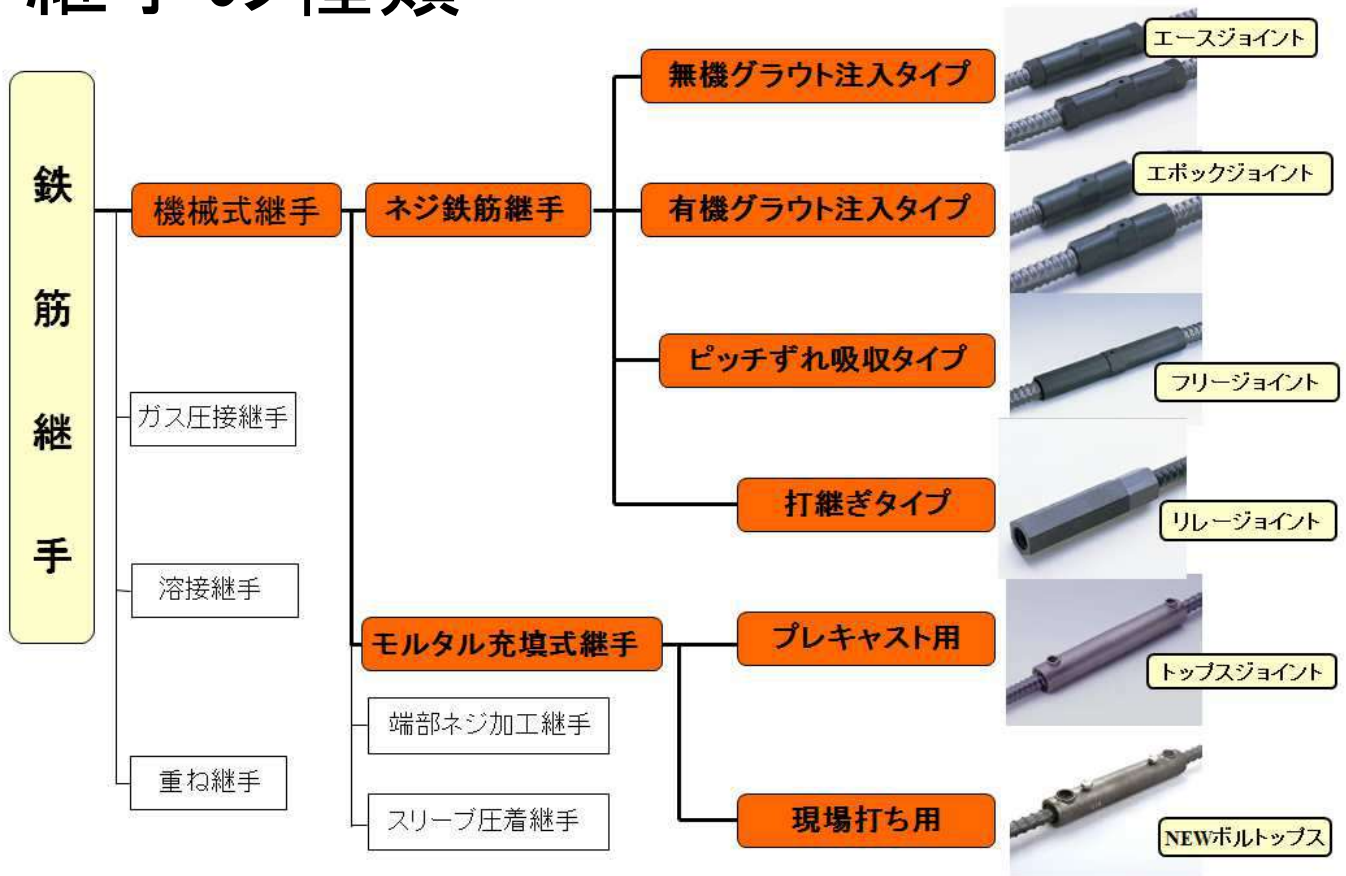 継手の種類
鉄筋継手
機械式継手
ガス圧接継手
溶接継手
重ね継手
ネジ鉄筋継手
モルタル充填式継手
端部ネジ加工継手
スリーブ圧着継手
無機グラウト注入タイプ
有機グラウト注入タイプ
ピッチずれ吸収タイプ
打継ぎタイプ
プレキャスト用
現場打ち用
エースジョイント
エポックジョイント
フリージョイント
リレージョイント
トップスジョイント
NEWボルトップス